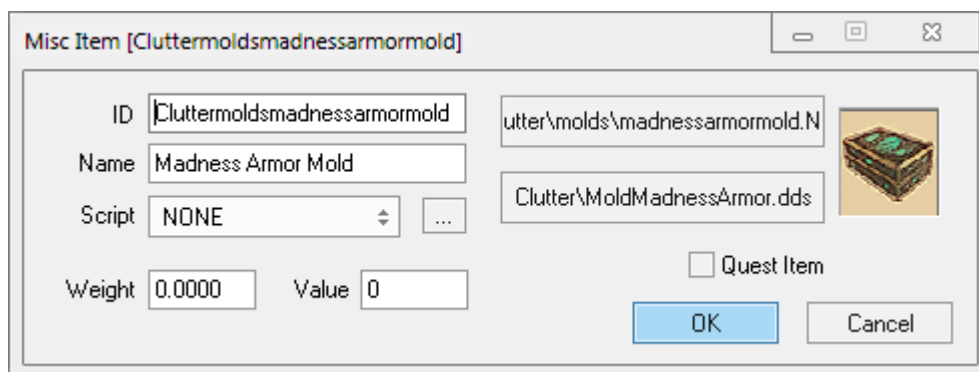 Misc Item [Cluttermoldsmadnessarmormold]
ID Cluttermoldsmadnessarmormold
utter\molds\madnessarmormold.N
Name Madness Armor Mold
Clutter\MoldMadnessArmor.dds
Script NONE ...
Quest Item
Weight 0.0000 Value 0
OK Cancel